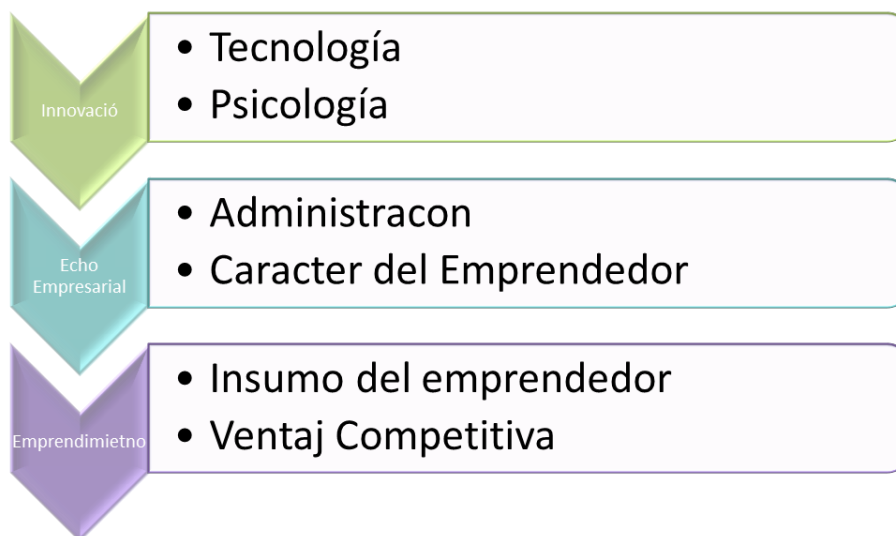 Innovació
• Tecnología
• Psicología
Echo
Empresarial
• Administracon
• Caracter del Emprendedor
Emprendimietno
• Insumo del emprendedor
• Ventaj Competitiva